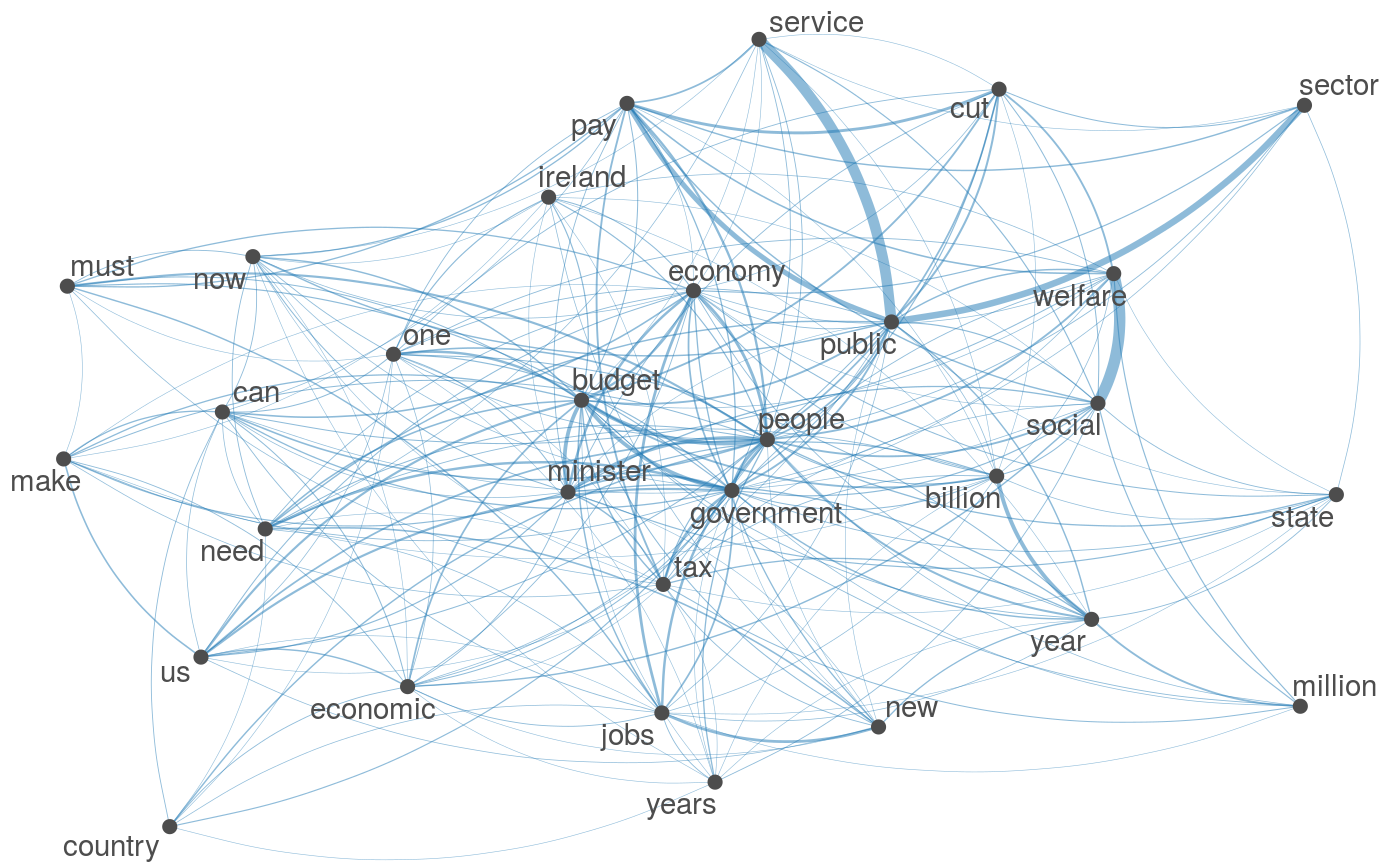 service
sector
cut
pay
ireland
must
now
economy
welfare
one
public
budget
can
people
social
minister
make
billion
government
state
need
tax
year
us
million
economic
new
jobs
years
country